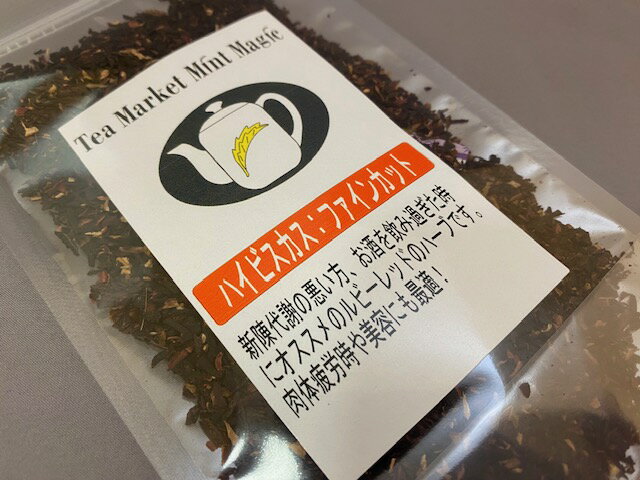 Tea Market Mint Magic
ハイビスカス：ファインカット
新陳代謝の悪い方、お酒を飲み過ぎた時
にオススメのルビーレッドのハーブです。
肉体疲労時や美容にも最適！